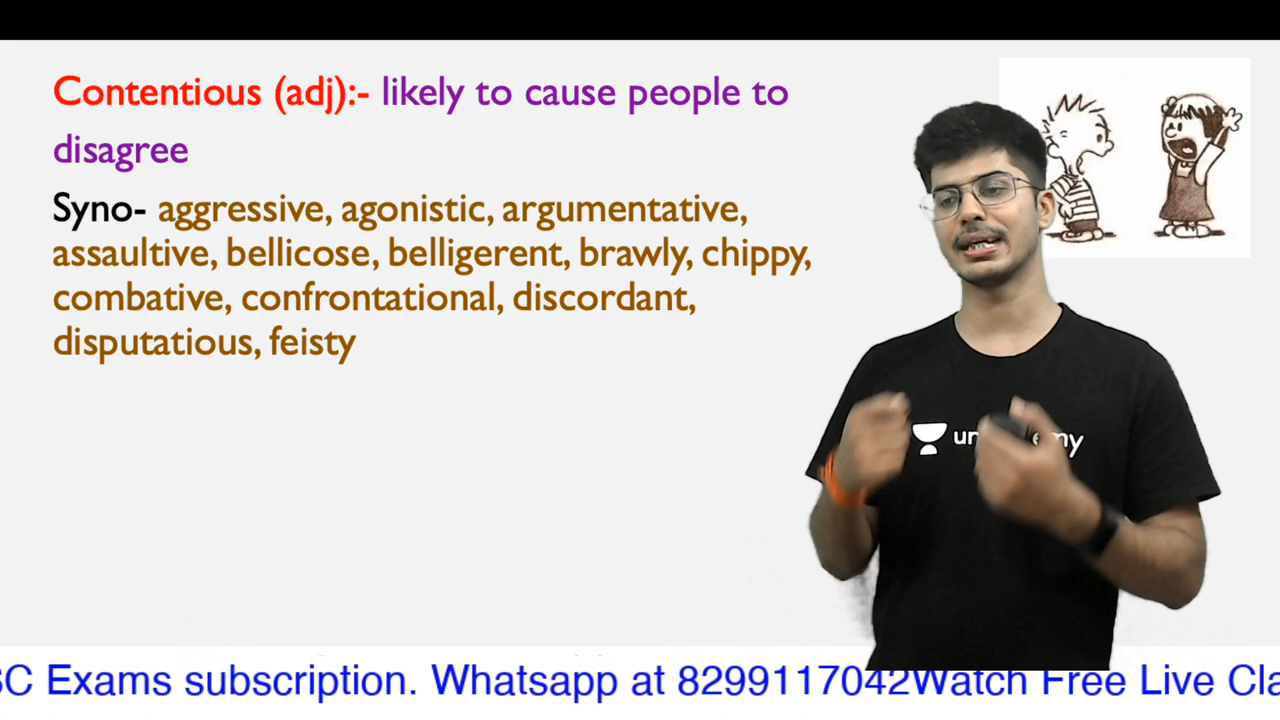 Contentious (adj):- likely to cause people to
disagree
Syno- aggressive, agonistic, argumentative,
assaultive, bellicose, belligerent, brawly, chippy,
combative, confrontational, discordant,
disputatious, feisty
Exams subscription. Whatsapp at 8299117042Watch Free Live